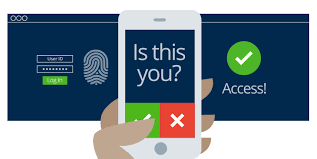 User ID
Log In
Is this
you?
Access!